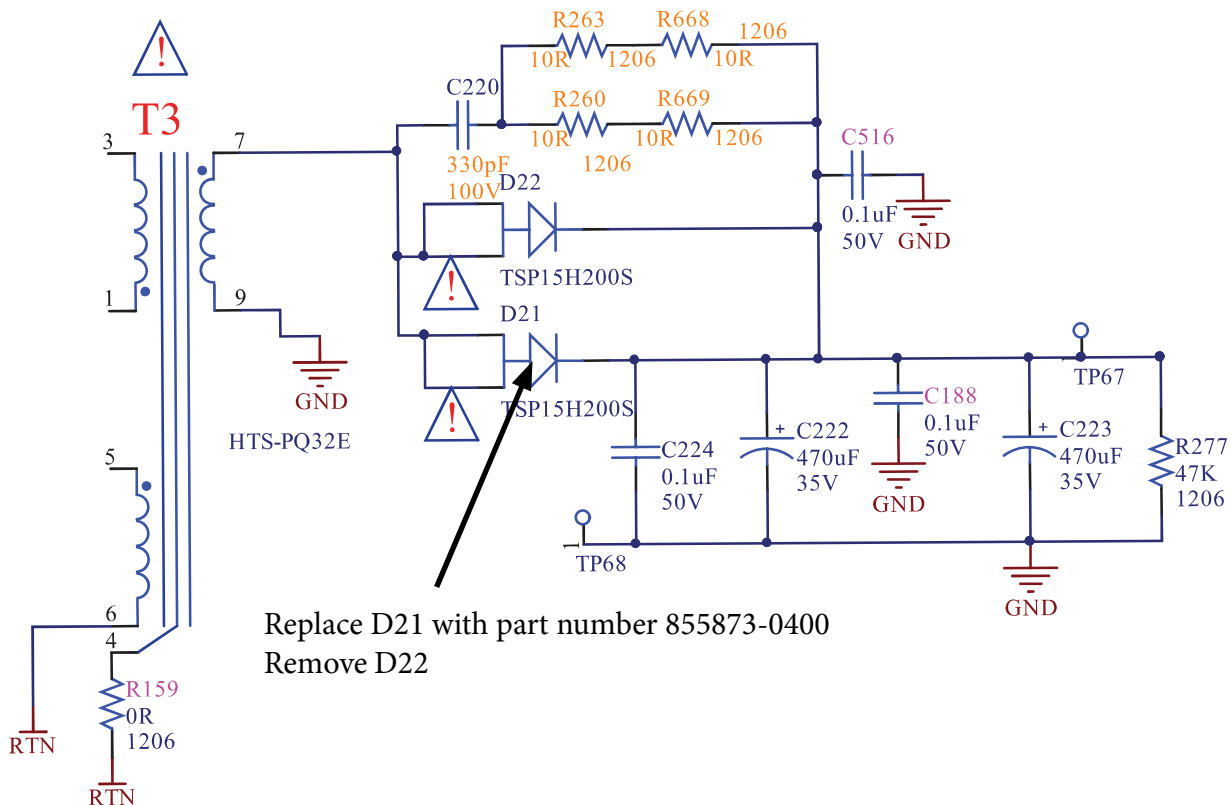 R263
R668
1206
10R
1206
10R
C220
R260
R669
10R
10R
1206
1206
330pF
100V
T3
!
3
7
1
9
GND
HTS-PQ32E
5
6
4
R159
0R
1206
RTN
RTN
D22
TSP15H200S
!
D21
TSP15H200S
!
C516
0.1uF
50V
GND
TP67
C224
0.1uF
50V
+
C222
470uF
35V
C188
0.1uF
50V
GND
+
C223
470uF
35V
R277
47K
1206
1
TP68
GND
Replace D21 with part number 855873-0400
Remove D22